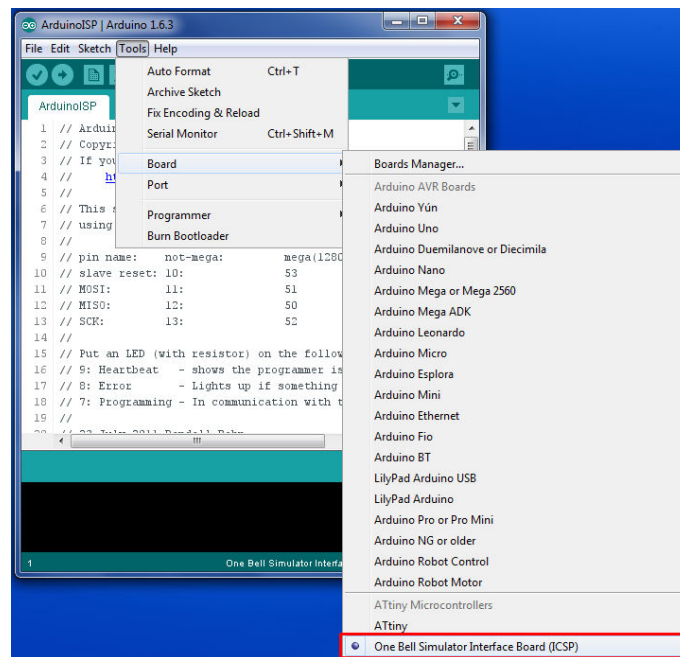 ArduinoISP | Arduino 1.6.3
File Edit Sketch Tools Help
ArduinoISP
Auto Format Ctrl+T
Archive Sketch
Fix Encoding & Reload
Serial Monitor Ctrl+Shift+M
Board
Port
Programmer
Burn Bootloader
1 //
2 //
3 // If
4 //
5 //
6 // This
7 // using
8 //
9 // pin name: not-mega: mega(1280
10 // slave reset: 10: 53
11 // MOSI: 11: 51
12 // MISO: 12: 50
13 // SCK: 13: 52
14 //
15 // Put an LED (with resistor) on the follow
16 // 9: Heartbeat - shows the programmer is
17 // 8: Error - Lights up if something
18 // 7: Programming - In communication with t
19 //
1 One Bell Simulator Interfa
Boards Manager...
Arduino AVR Boards
Arduino Yún
Arduino Uno
Arduino Duemilanove or Diecimila
Arduino Nano
Arduino Mega or Mega 2560
Arduino Mega ADK
Arduino Leonardo
Arduino Micro
Arduino Esplora
Arduino Mini
Arduino Ethernet
Arduino Fio
Arduino BT
LilyPad Arduino USB
LilyPad Arduino
Arduino Pro or Pro Mini
Arduino NG or older
Arduino Robot Control
Arduino Robot Motor
ATtiny Microcontrollers
ATtiny
One Bell Simulator Interface Board (ICSP)